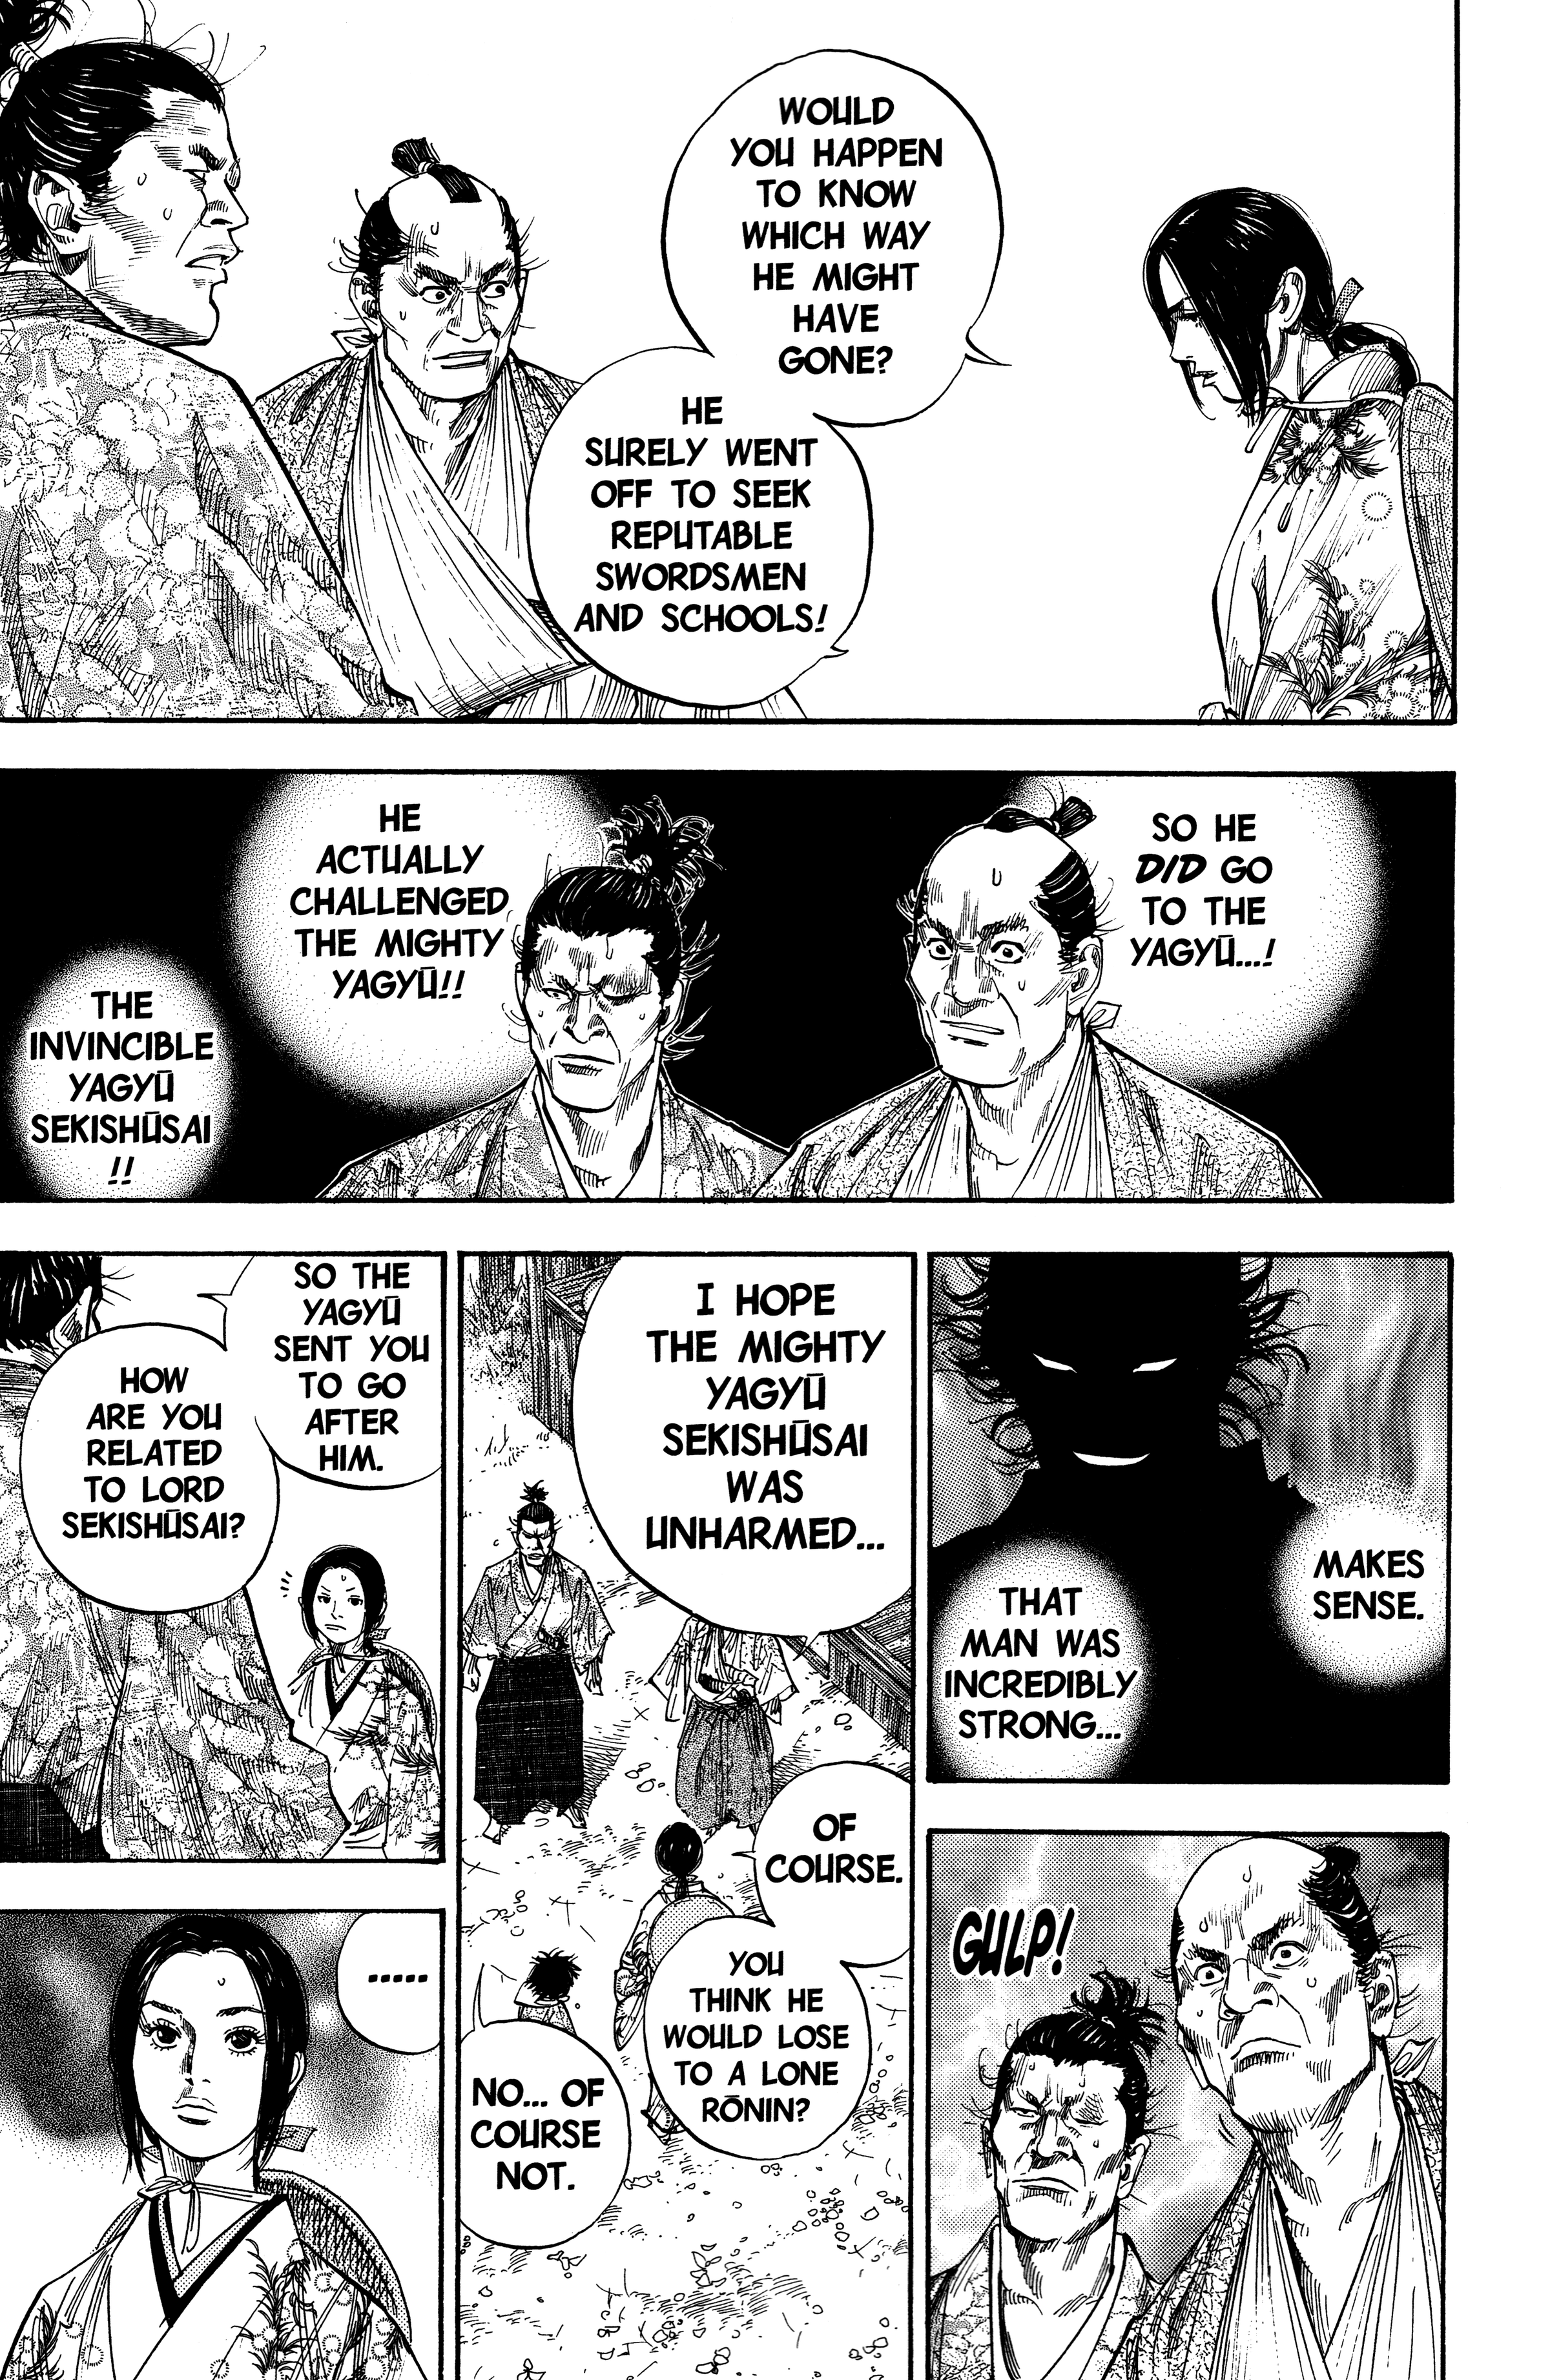 WOULD
YOU HAPPEN
TO KNOW
WHICH WAY
HE MIGHT
HAVE
GONE?
HE
SURELY WENT
OFF TO SEEK
REPUTABLE
SWORDSMEN
AND SCHOOLS!
SO HE
DID GO
TO THE
YAGYŪ...!
HE
ACTUALLY
CHALLENGED
THE MIGHTY
YAGYŪ!!
THE
INVINCIBLE
YAGYŪ
SEKISHŪSAI
!!
MAKES
SENSE.
THAT
MAN WAS
INCREDIBLY
STRONG...
GULP!
I HOPE
THE MIGHTY
YAGYŪ
SEKISHŪSAI
WAS
UNHARMED...
OF
COURSE.
YOU
THINK HE
WOULD LOSE
TO A LONE
RŌNIN?
NO... OF
COURSE
NOT.
SO THE
YAGYŪ
SENT YOU
TO GO
AFTER
HIM.
HOW
ARE YOU
RELATED
TO LORD
SEKISHŪSAI?
.....